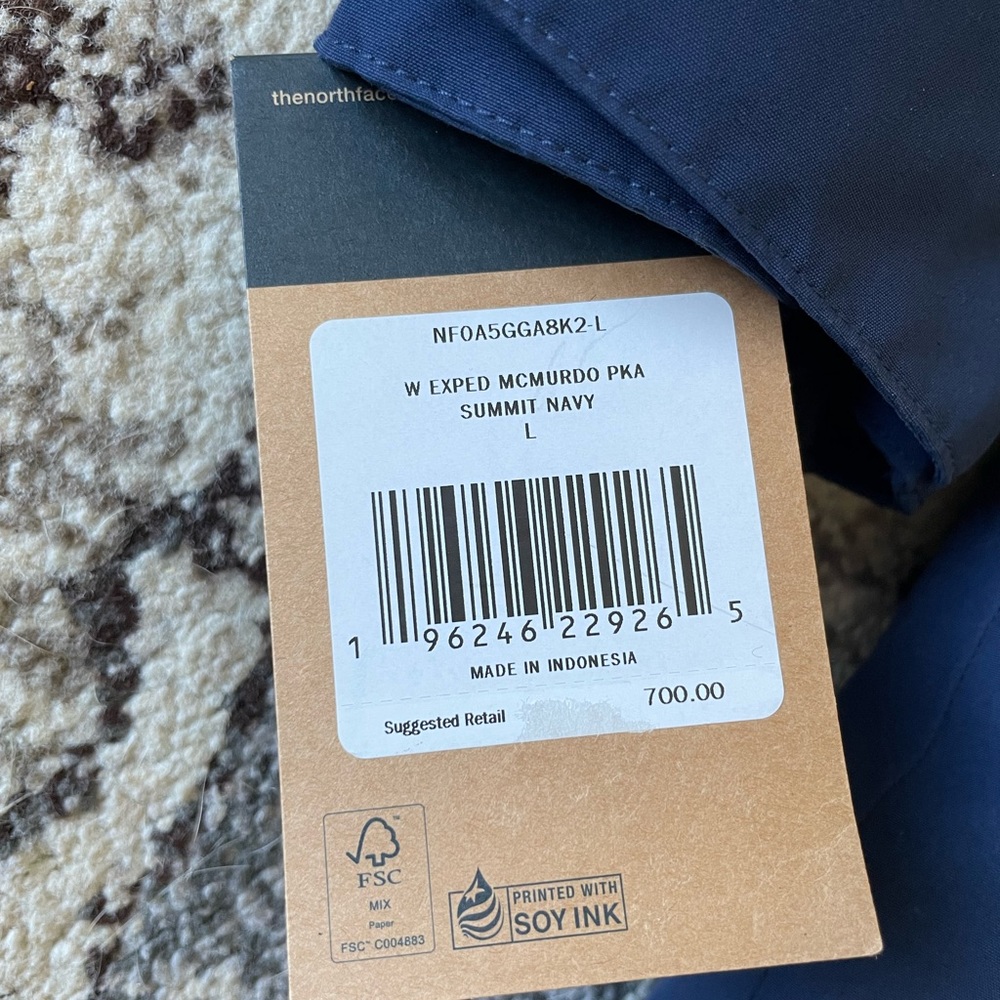 thenorthface
NF0A5GGA8K2-L
W EXPED MCMURDO PKA
SUMMIT NAVY
L
1 96246 22926 5
MADE IN INDONESIA
Suggested Retail 700.00
FSC
MIX
Paper
FSC™ C004883
PRINTED WITH
SOY INK